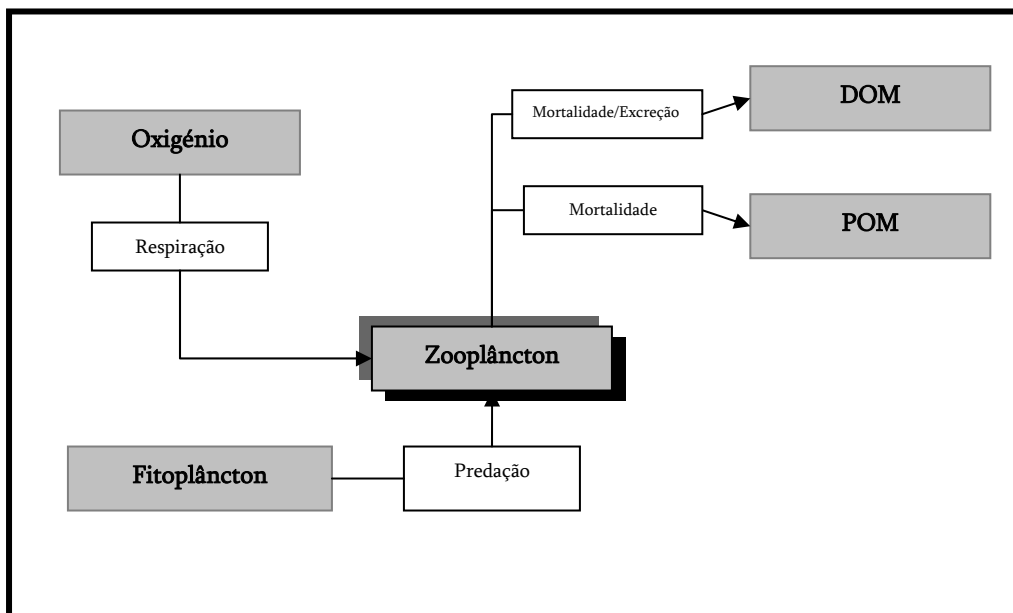 DOM
Mortalidade/Excreção
Oxigénio
Mortalidade
POM
Respiração
Zooplâncton
Fitoplâncton
Predação